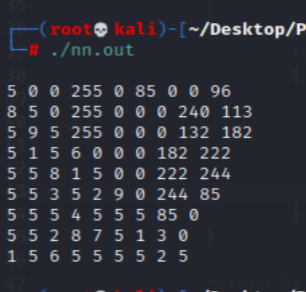 ┌──(root💀kali)-[~/Desktop/P
└─# ./nn.out
5 0 0 255 0 85 0 0 96
8 5 0 255 0 0 0 240 113
5 9 5 255 0 0 0 132 182
5 1 5 6 0 0 0 182 222
5 5 8 1 5 0 0 222 244
5 5 3 5 2 9 0 244 85
5 5 5 4 5 5 5 85 0
5 5 2 8 7 5 1 3 0
1 5 6 5 5 5 5 2 5